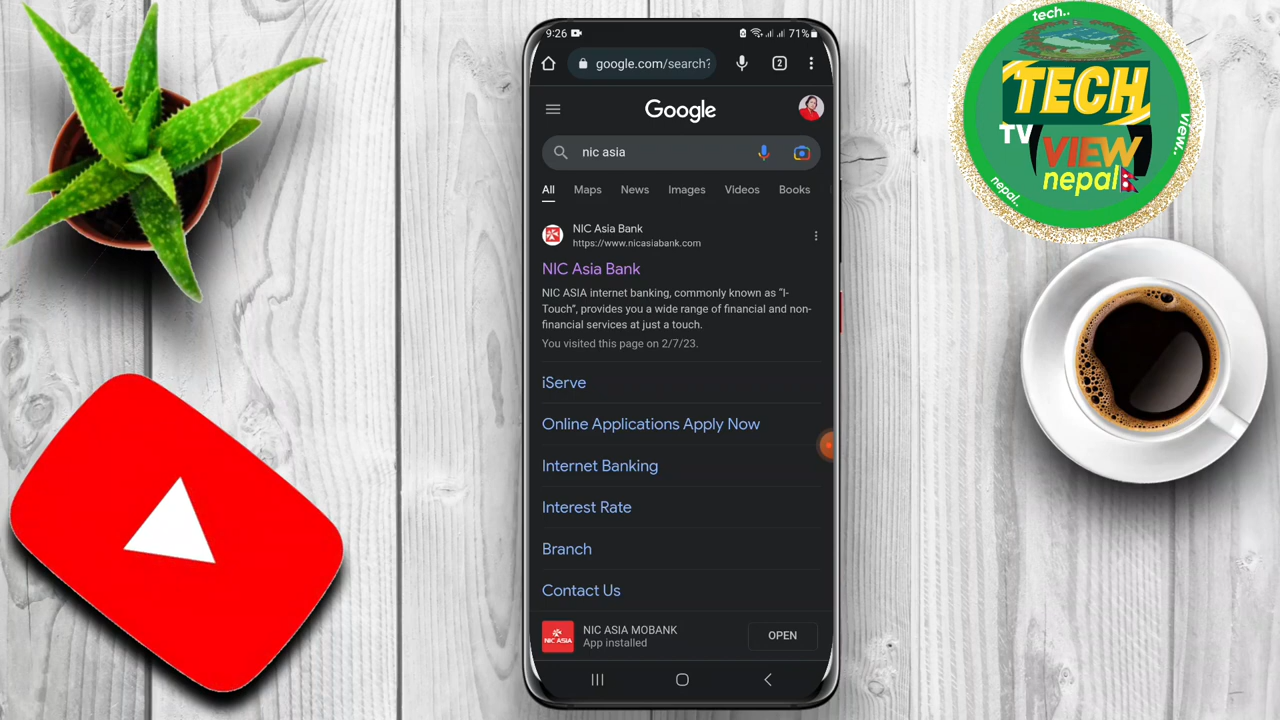 9:26
71%
google.com/search?
2
Google
nic asia
All
Maps
News
Images
Videos
Books
NIC Asia Bank
https://www.nicasiabank.com
NIC Asia Bank
NIC ASIA internet banking, commonly known as “I-
Touch”, provides you a wide range of financial and non-
financial services at just a touch.
You visited this page on 2/7/23.
iServe
Online Applications Apply Now
Internet Banking
Interest Rate
Branch
Contact Us
NIC ASIA
NIC ASIA MOBANK
App installed
OPEN
tech..
TECH
TV
VIEW
nepal
view..
nepal..